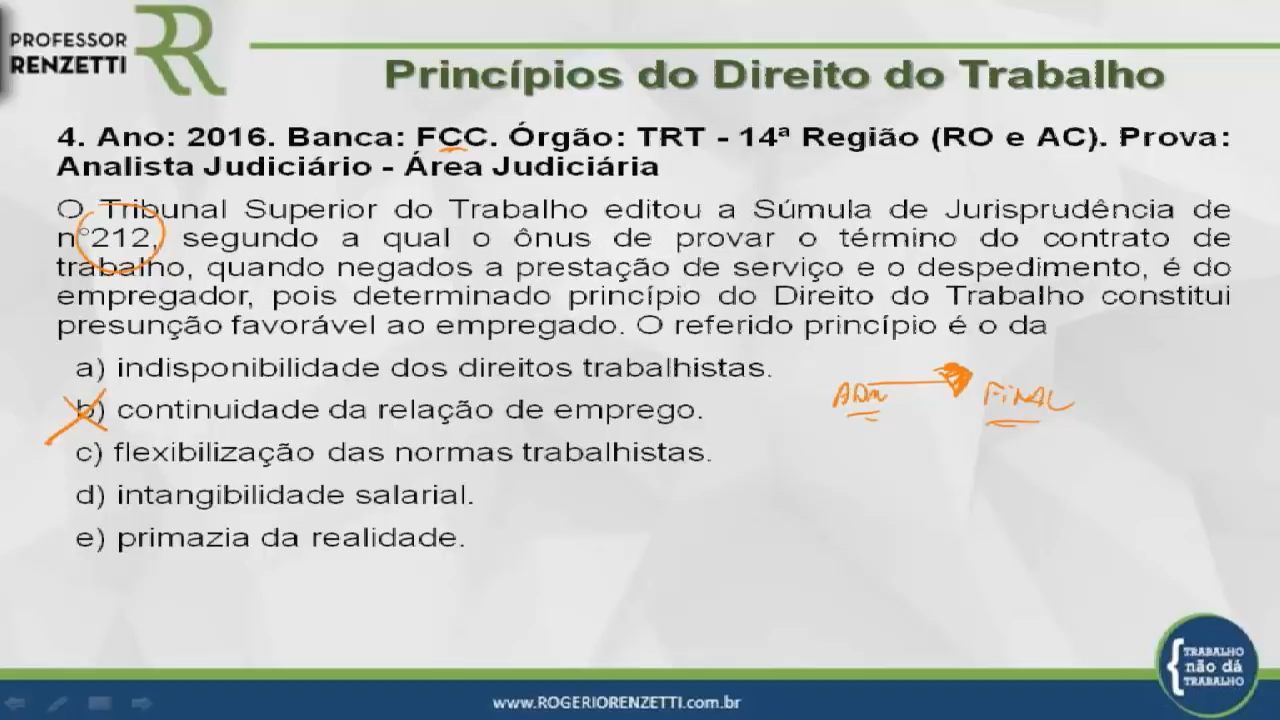 PROFESSOR
RENZETTI
RR
Princípios do Direito do Trabalho
4. Ano: 2016. Banca: FCC. Órgão: TRT - 14ª Região (RO e AC). Prova:
Analista Judiciário - Área Judiciária
O Tribunal Superior do Trabalho editou a Súmula de Jurisprudência de
n°212, segundo a qual o ônus de provar o término do contrato de
trabalho, quando negados a prestação de serviço e o despedimento, é do
empregador, pois determinado princípio do Direito do Trabalho constitui
presunção favorável ao empregado. O referido princípio é o da
a) indisponibilidade dos direitos trabalhistas.
b) continuidade da relação de emprego.
ADM FINAL
c) flexibilização das normas trabalhistas.
d) intangibilidade salarial.
e) primazia da realidade.
TRABALHO
não dá
TRABALHO
www.ROGERIORENZETTI.com.br